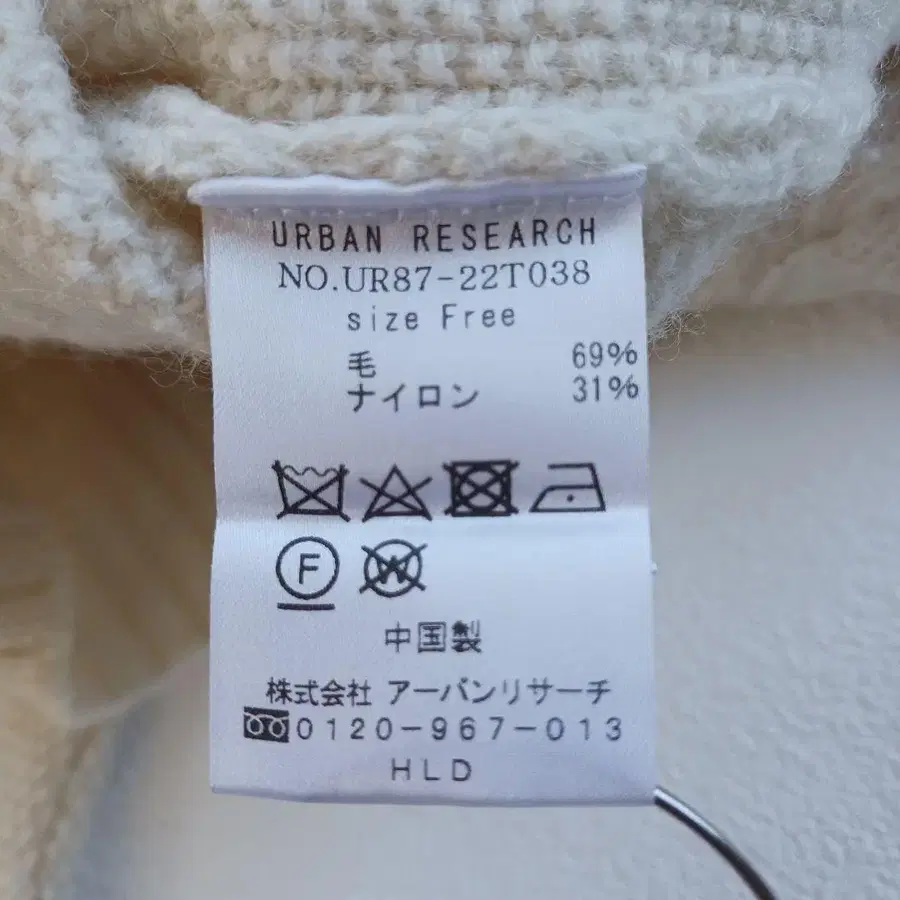 URBAN RESEARCH
NO.UR87-22T038
size Free
毛 69%
ナイロン 31%
F W
中国製
株式会社 アーバンリサーチ
0120-967-013
HLD